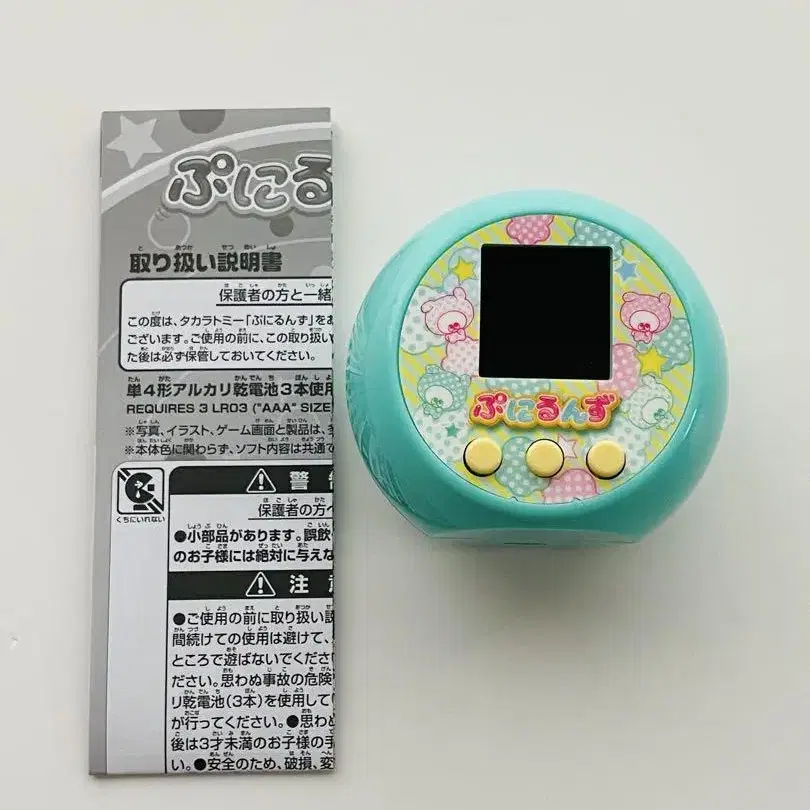 ぷにる
取り扱い説明書
保護者の方と一緒
この度は、タカラトミー「ぷにるんず」をお
ございます。ご使用の前に、この取り扱い
た後は必ず保管しておいてください。
単4形アルカリ乾電池3本使用
REQUIRES 3 LR03 ("AAA" SIZE)
※写真、イラスト、ゲーム画面と製品は、多
※本体色に関わらず、ソフト内容は共通で
くちにいれない
警
保護者の方へ
●小部品があります。誤飲
のお子様には絶対に与えな
注 意
●ご使用の前に取り扱い説
間続けての使用は避けて、
ところで遊ばないでくださ
ださい。思わぬ事故の危険
リ乾電池(3本)を使用して
が行ってください。●思わぬ
後は3才未満のお子様の手
い。●安全のため、破損、変
ぷにるんず